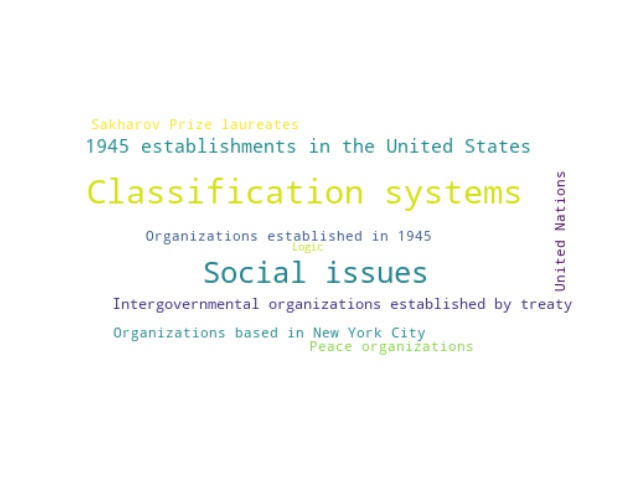 Sakharov Prize laureates
1945 establishments in the United States
Classification systems
United Nations
Organizations established in 1945
Logic
Social issues
Intergovernmental organizations established by treaty
Organizations based in New York City
Peace organizations